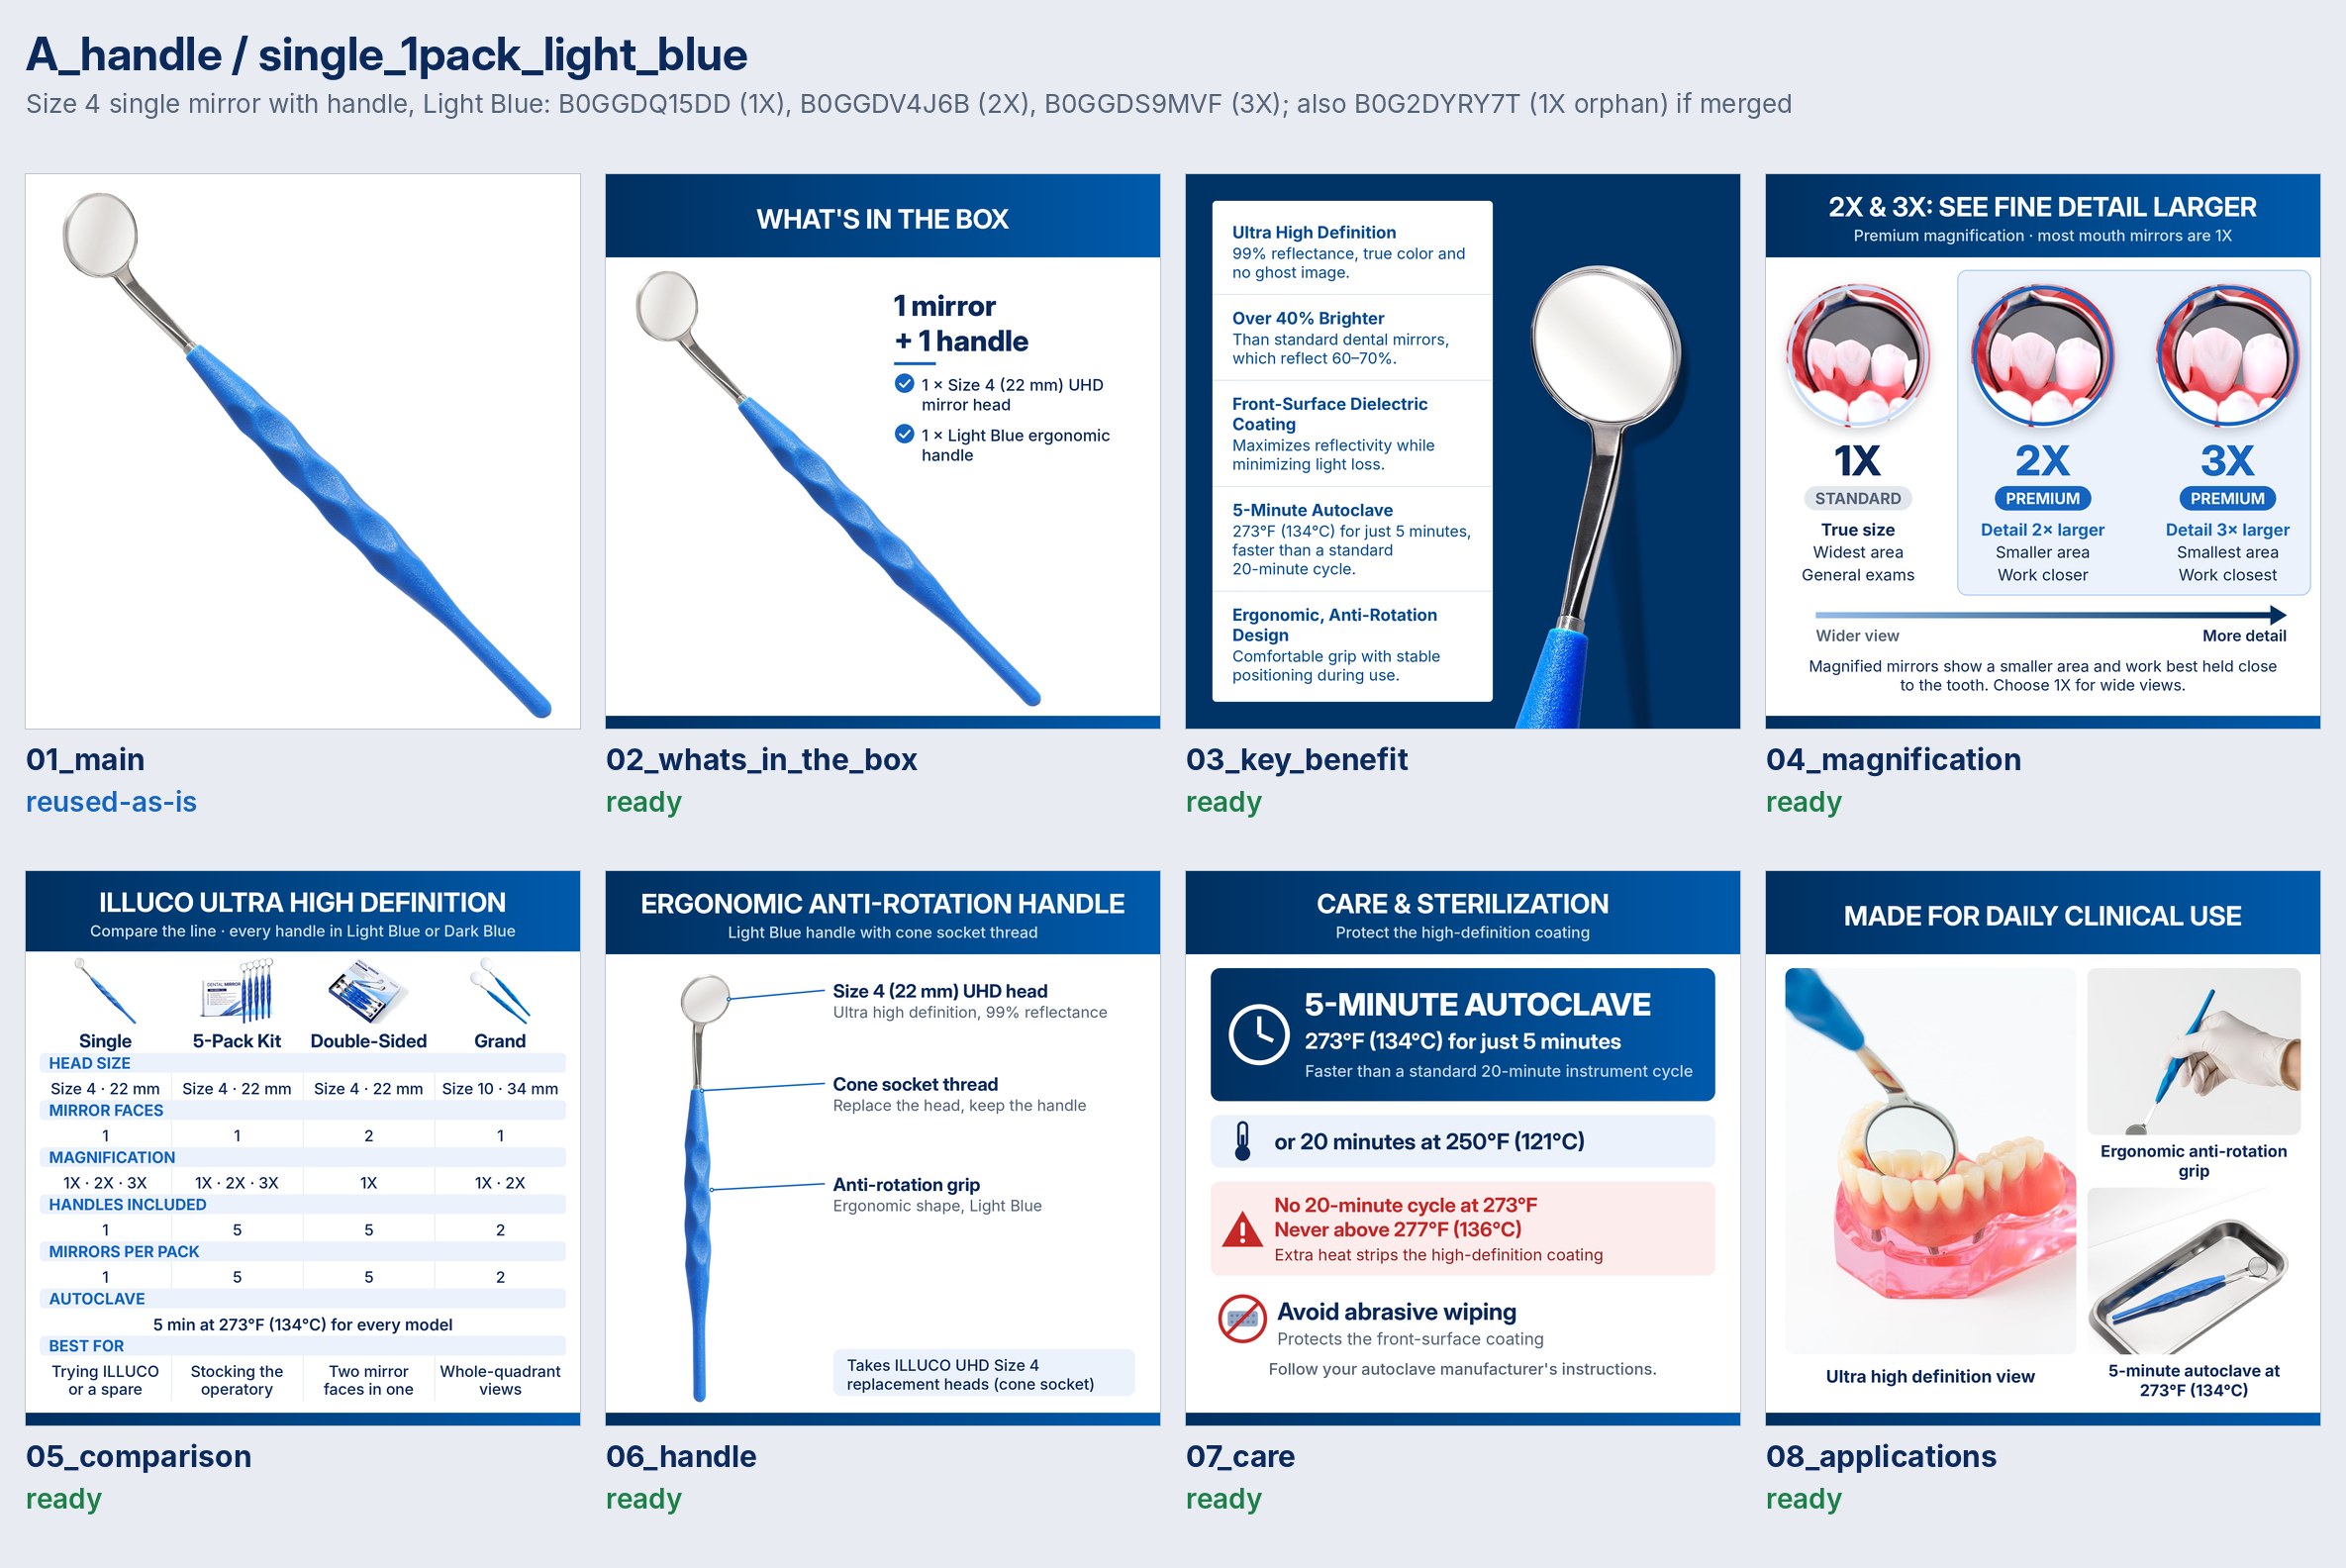 A_handle / single_1pack_light_blue
Size 4 single mirror with handle, Light Blue: B0GGDQ15DD (1X), B0GGDV4J6B (2X), B0GGDS9MVF (3X); also B0G2DYRY7T (1X orphan) if merged
01_main
reused-as-is
WHAT'S IN THE BOX
1 mirror
+ 1 handle
1 × Size 4 (22 mm) UHD
mirror head
1 × Light Blue ergonomic
handle
02_whats_in_the_box
ready
Ultra High Definition
99% reflectance, true color and
no ghost image.
Over 40% Brighter
Than standard dental mirrors,
which reflect 60–70%.
Front-Surface Dielectric
Coating
Maximizes reflectivity while
minimizing light loss.
5-Minute Autoclave
273°F (134°C) for just 5 minutes,
faster than a standard
20-minute cycle.
Ergonomic, Anti-Rotation
Design
Comfortable grip with stable
positioning during use.
03_key_benefit
ready
2X & 3X: SEE FINE DETAIL LARGER
Premium magnification · most mouth mirrors are 1X
1X 2X 3X
STANDARD PREMIUM PREMIUM
True size Detail 2× larger Detail 3× larger
Widest area Smaller area Smallest area
General exams Work closer Work closest
Wider view More detail
Magnified mirrors show a smaller area and work best held close
to the tooth. Choose 1X for wide views.
04_magnification
ready
ILLUCO ULTRA HIGH DEFINITION
Compare the line · every handle in Light Blue or Dark Blue
DENTAL MIRROR
Single 5-Pack Kit Double-Sided Grand
HEAD SIZE
Size 4 · 22 mm Size 4 · 22 mm Size 4 · 22 mm Size 10 · 34 mm
MIRROR FACES
1 1 2 1
MAGNIFICATION
1X · 2X · 3X 1X · 2X · 3X 1X 1X · 2X
HANDLES INCLUDED
1 5 5 2
MIRRORS PER PACK
1 5 5 2
AUTOCLAVE
5 min at 273°F (134°C) for every model
BEST FOR
Trying ILLUCO Stocking the Two mirror Whole-quadrant
or a spare operatory faces in one views
05_comparison
ready
ERGONOMIC ANTI-ROTATION HANDLE
Light Blue handle with cone socket thread
Size 4 (22 mm) UHD head
Ultra high definition, 99% reflectance
Cone socket thread
Replace the head, keep the handle
Anti-rotation grip
Ergonomic shape, Light Blue
Takes ILLUCO UHD Size 4
replacement heads (cone socket)
06_handle
ready
CARE & STERILIZATION
Protect the high-definition coating
5-MINUTE AUTOCLAVE
273°F (134°C) for just 5 minutes
Faster than a standard 20-minute instrument cycle
or 20 minutes at 250°F (121°C)
No 20-minute cycle at 273°F
Never above 277°F (136°C)
Extra heat strips the high-definition coating
Avoid abrasive wiping
Protects the front-surface coating
Follow your autoclave manufacturer's instructions.
07_care
ready
MADE FOR DAILY CLINICAL USE
Ergonomic anti-rotation
grip
Ultra high definition view
5-minute autoclave at
273°F (134°C)
08_applications
ready